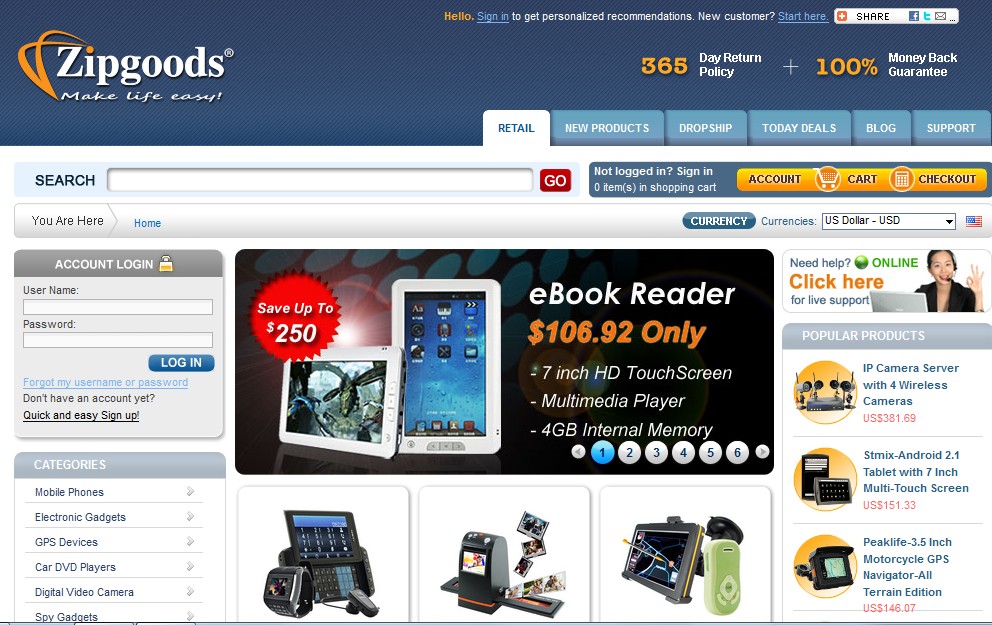 Hello. Sign in to get personalized recommendations. New customer? Start here.
SHARE
Zipgoods®
Make life easy!
365 Day Return Policy
+
100% Money Back Guarantee
RETAIL
NEW PRODUCTS
DROPSHIP
TODAY DEALS
BLOG
SUPPORT
SEARCH
GO
Not logged in? Sign in
0 item(s) in shopping cart
ACCOUNT
CART
CHECKOUT
You Are Here
Home
CURRENCY
Currencies:
US Dollar - USD
ACCOUNT LOGIN
User Name:
Password:
LOG IN
Forgot my username or password
Don't have an account yet?
Quick and easy Sign up!
CATEGORIES
Mobile Phones
Electronic Gadgets
GPS Devices
Car DVD Players
Digital Video Camera
Spy Gadgets
Save Up To
$250
eBook Reader
$106.92 Only
- 7 inch HD TouchScreen
- Multimedia Player
- 4GB Internal Memory
1 2 3 4 5 6
Need help? ONLINE
Click here
for live support
POPULAR PRODUCTS
IP Camera Server
with 4 Wireless
Cameras
US$381.69
Stmix-Android 2.1
Tablet with 7 Inch
Multi-Touch Screen
US$151.33
Peaklife-3.5 Inch
Motorcycle GPS
Navigator-All
Terrain Edition
US$146.07